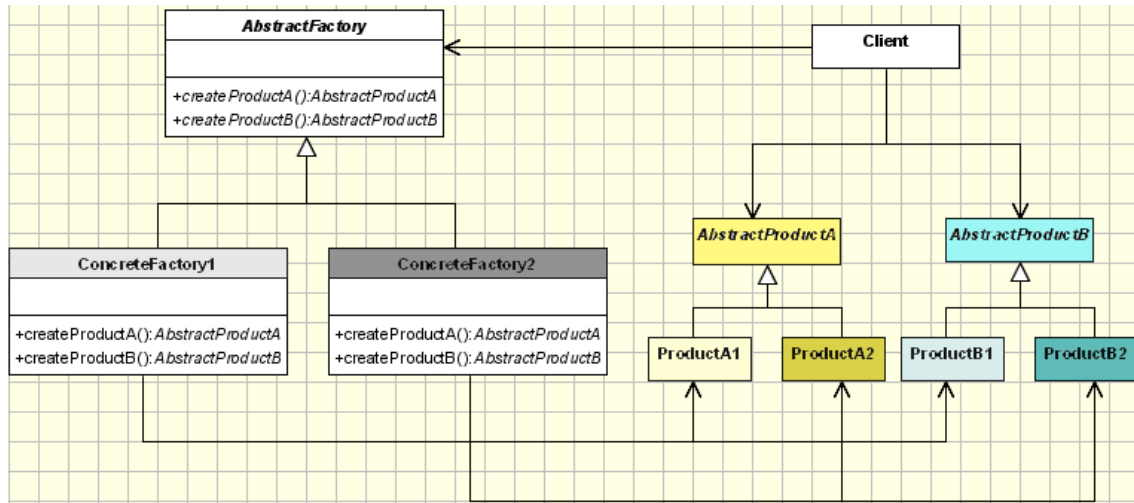 AbstractFactory
+createProductA():AbstractProductA
+createProductB():AbstractProductB
Client
ConcreteFactory1
+createProductA():AbstractProductA
+createProductB():AbstractProductB
ConcreteFactory2
+createProductA():AbstractProductA
+createProductB():AbstractProductB
AbstractProductA
AbstractProductB
ProductA1
ProductA2
ProductB1
ProductB2